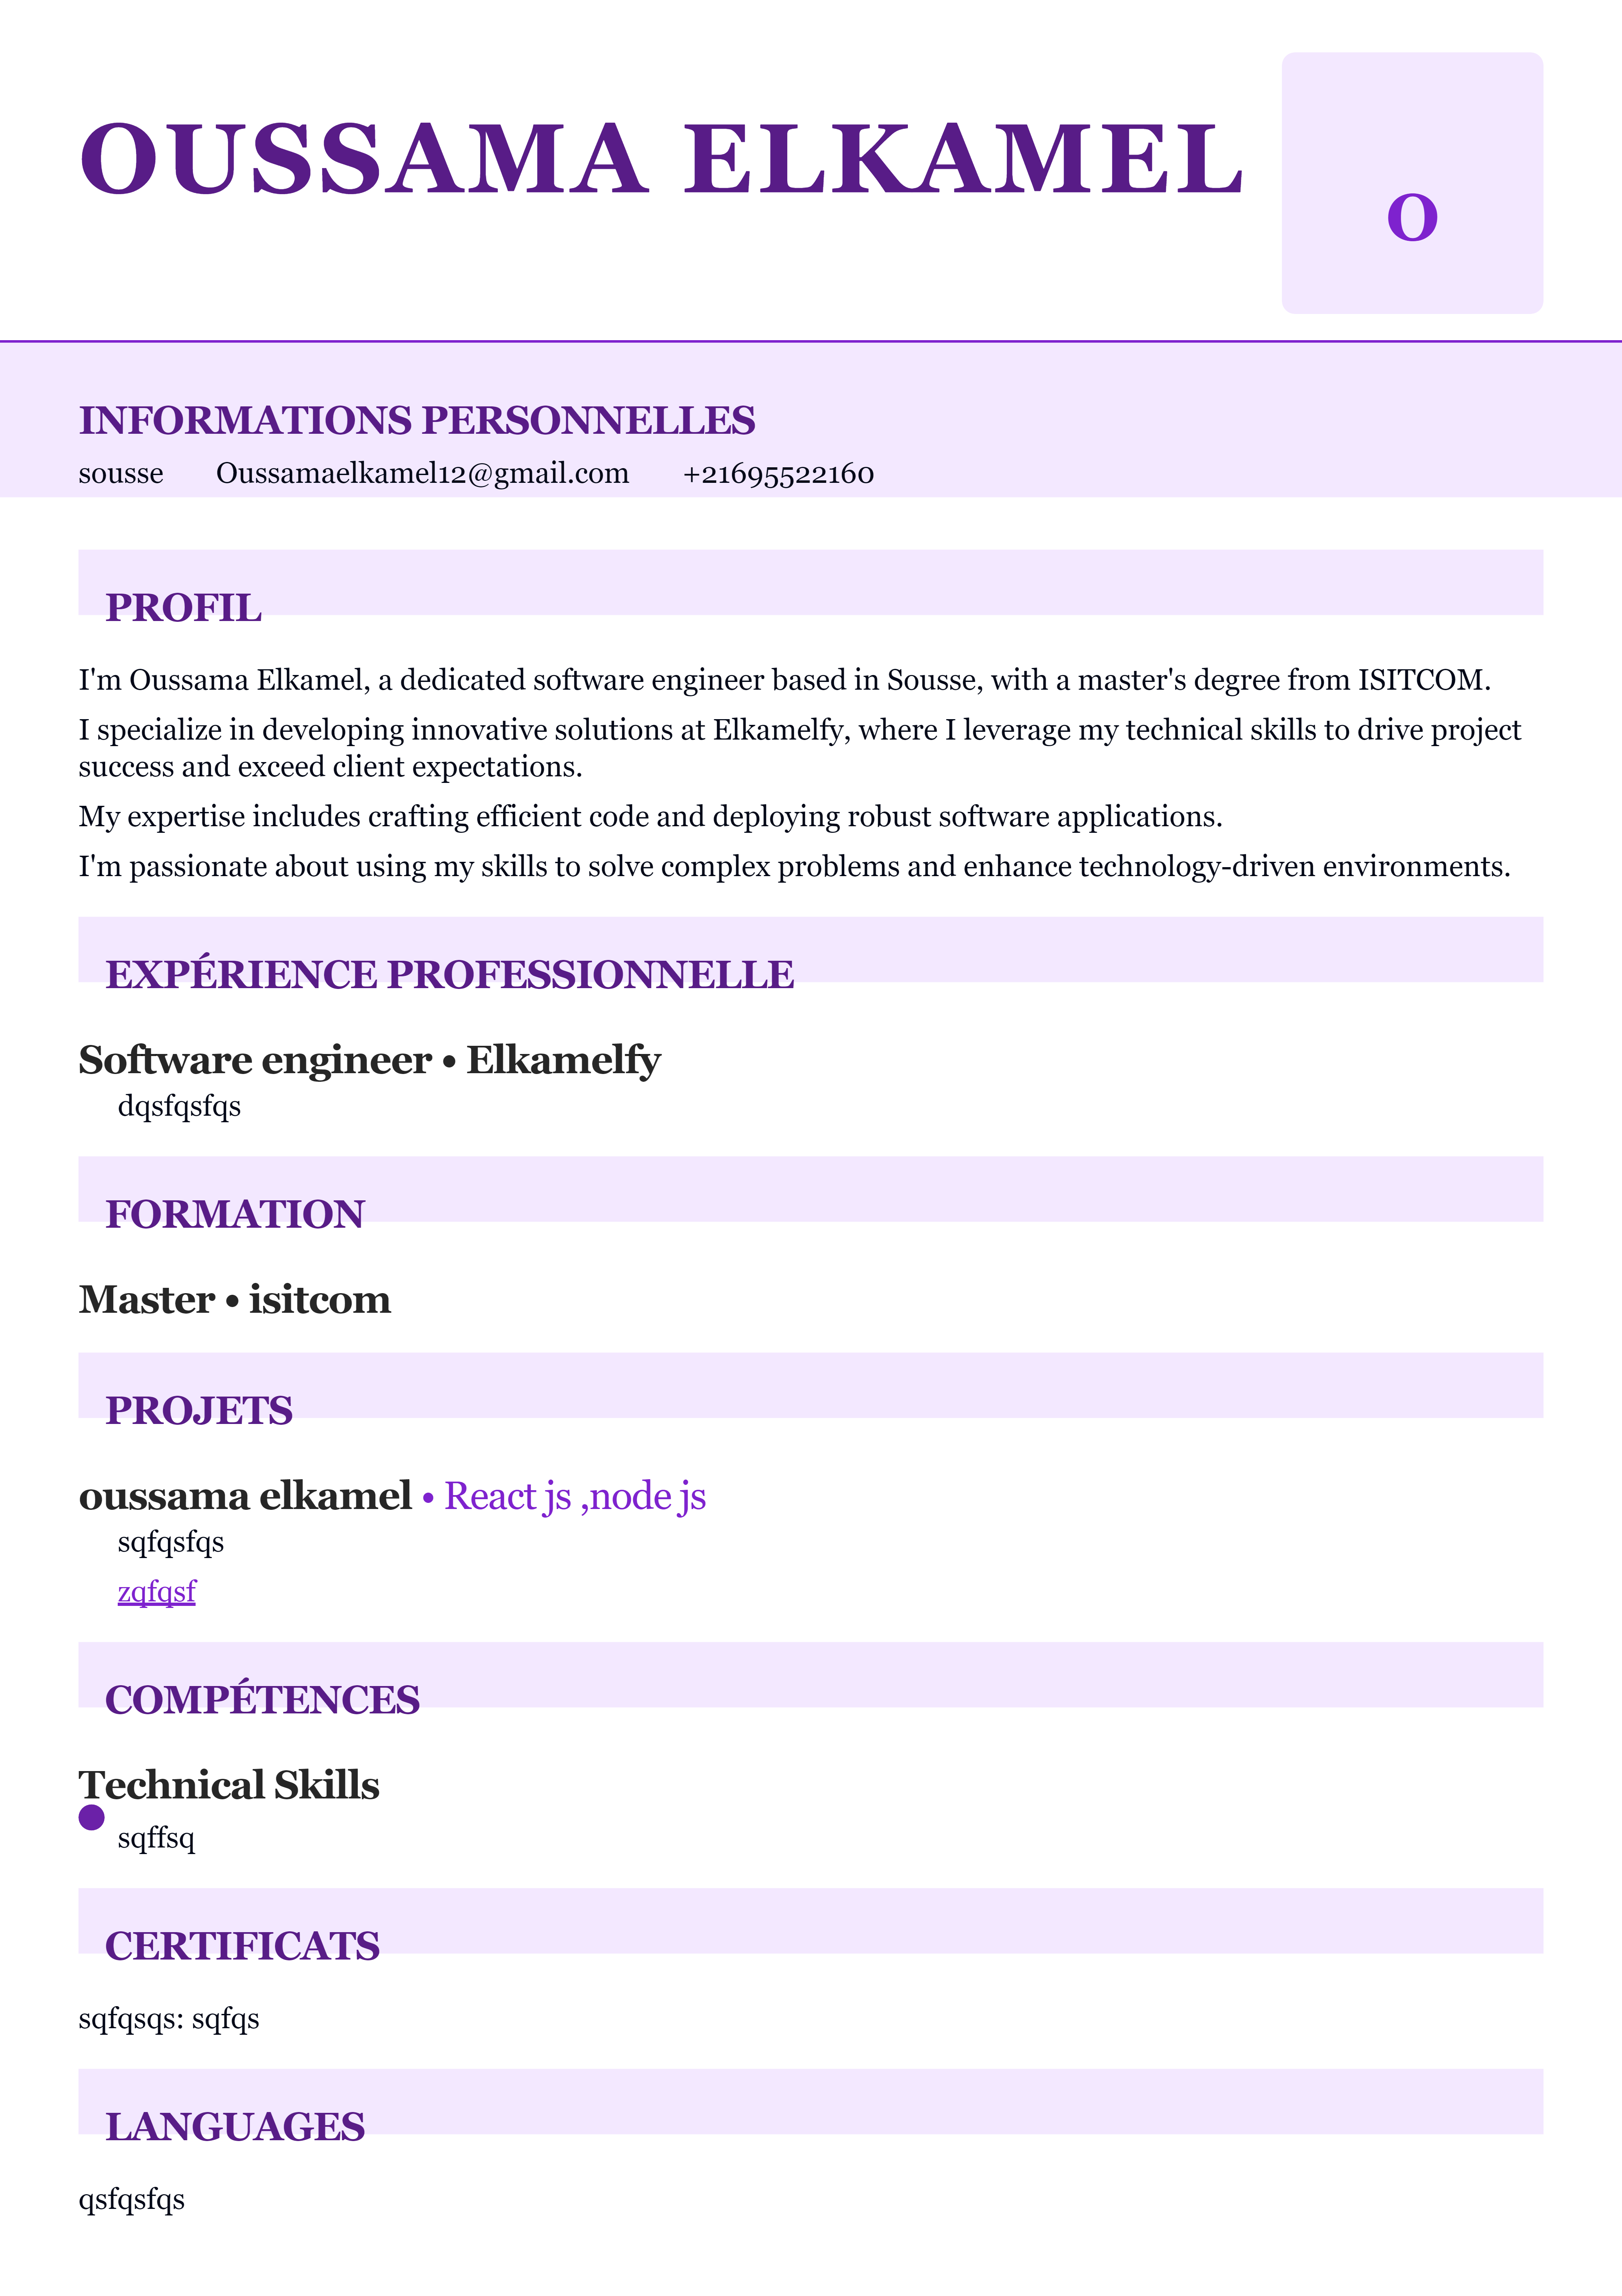 OUSSAMA ELKAMEL
O
INFORMATIONS PERSONNELLES
sousse Oussamaelkamel12@gmail.com +21695522160
PROFIL
I'm Oussama Elkamel, a dedicated software engineer based in Sousse, with a master's degree from ISITCOM.
I specialize in developing innovative solutions at Elkamelfy, where I leverage my technical skills to drive project
success and exceed client expectations.
My expertise includes crafting efficient code and deploying robust software applications.
I'm passionate about using my skills to solve complex problems and enhance technology-driven environments.
EXPÉRIENCE PROFESSIONNELLE
Software engineer • Elkamelfy
dqsfqsfqs
FORMATION
Master • isitcom
PROJETS
oussama elkamel • React js ,node js
sqfqsfqs
zqfqsf
COMPÉTENCES
Technical Skills
sqffsq
CERTIFICATS
sqfqsqs: sqfqs
LANGUAGES
qsfqsfqs